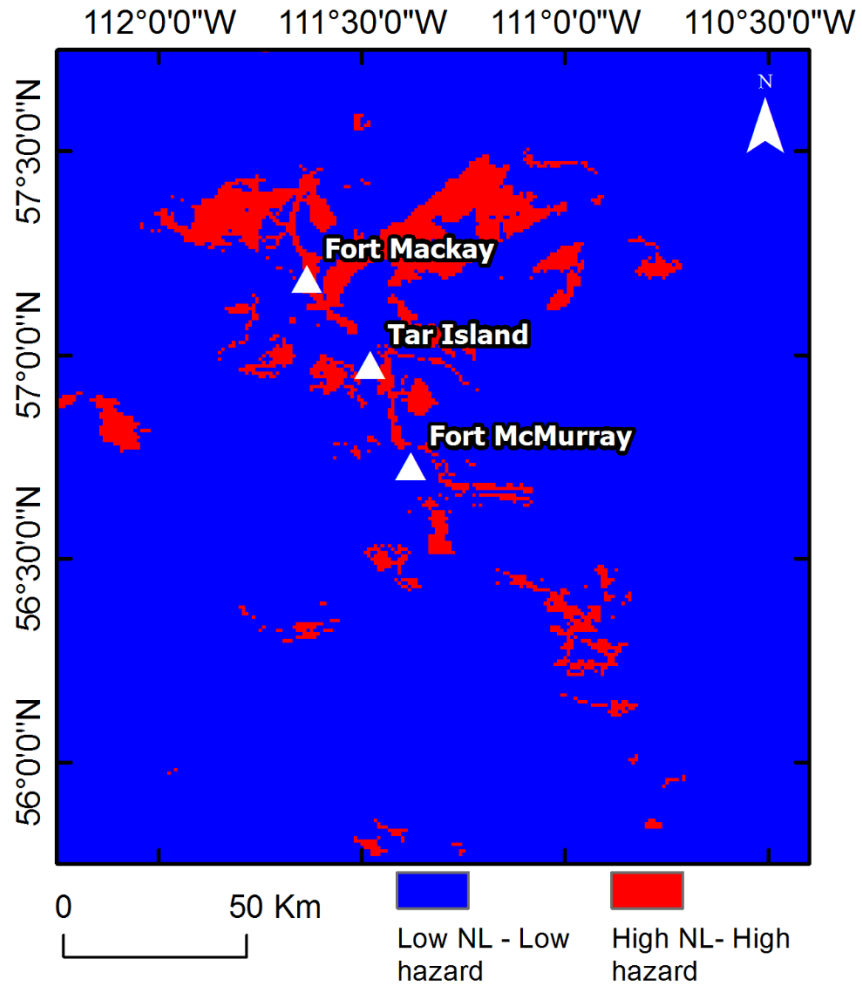 112°0'0"W 111°30'0"W 111°0'0"W 110°30'0"W
57°30'0"N
57°0'0"N
56°30'0"N
56°0'0"N
N
Fort Mackay
Tar Island
Fort McMurray
0 50 Km
Low NL - Low
hazard
High NL- High
hazard